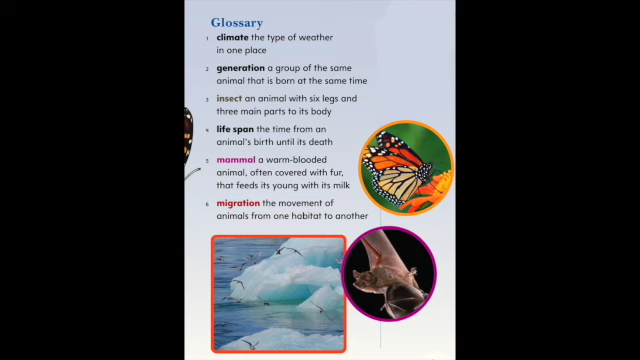 Glossary
1 climate the type of weather
in one place
2 generation a group of the same
animal that is born at the same time
3 insect an animal with six legs and
three main parts to its body
4 life span the time from an
animal's birth until its death
5 mammal a warm-blooded
animal, often covered with fur,
that feeds its young with its milk
6 migration the movement of
animals from one habitat to another